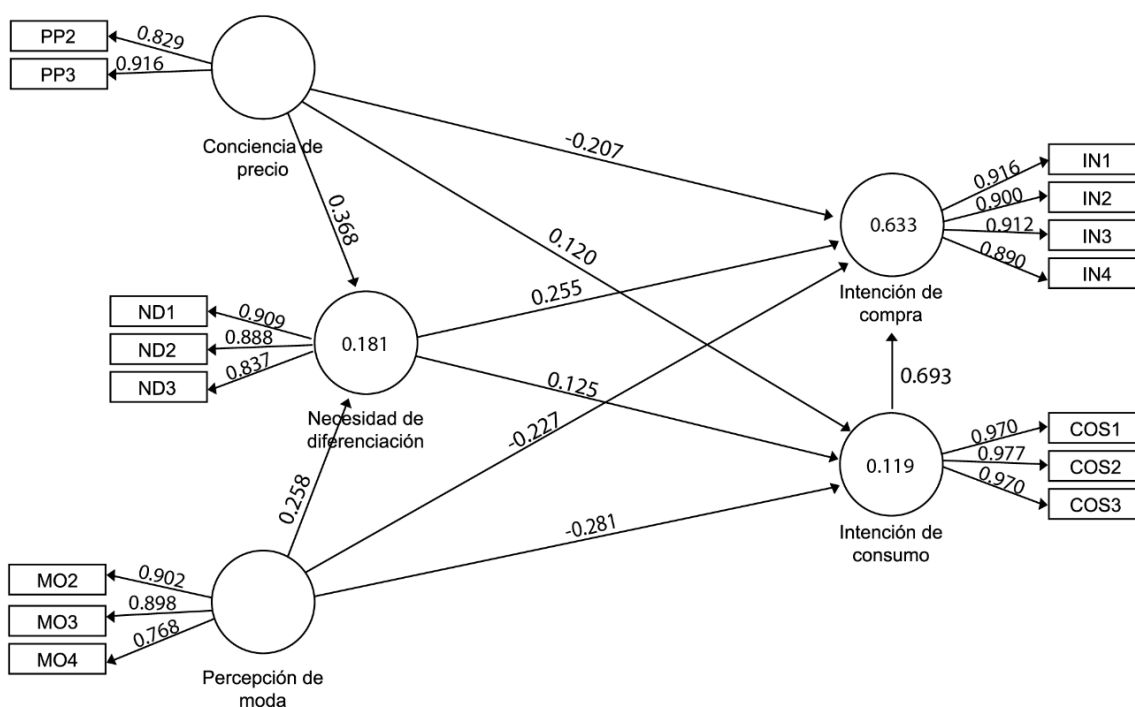 PP2
0.829
PP3
0.916
Conciencia de
precio
-0.207
0.368
0.120
IN1
0.916
IN2
0.900
IN3
0.912
IN4
0.890
0.633
Intención de
compra
ND1
0.909
ND2
0.888
ND3
0.837
0.181
Necesidad de
diferenciación
0.255
0.125
-0.227
0.693
0.258
-0.281
COS1
0.970
COS2
0.977
COS3
0.970
0.119
Intención de
consumo
MO2
0.902
MO3
0.898
MO4
0.768
Percepción de
moda